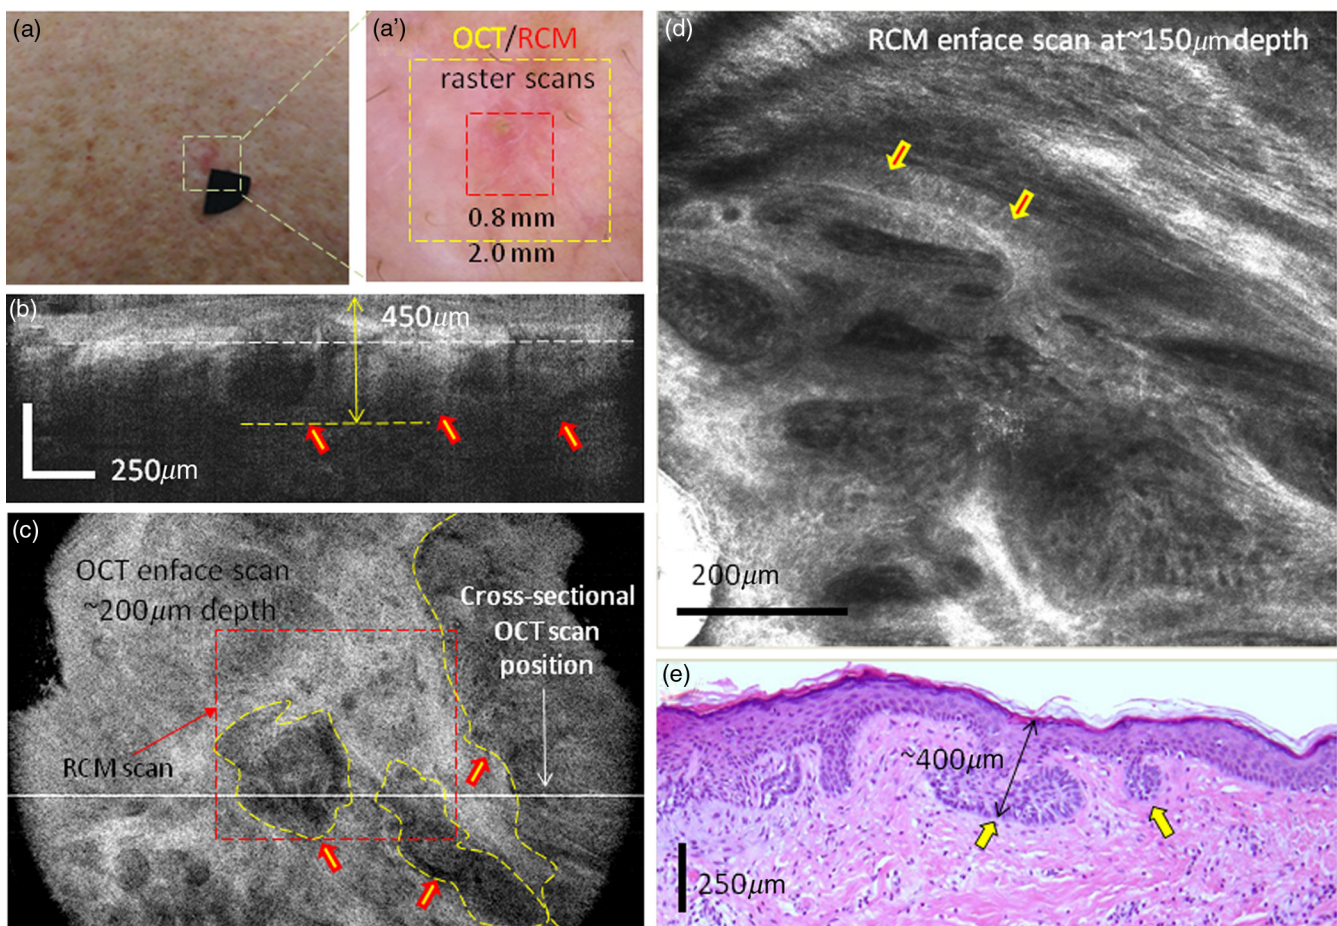 (a)
(a’)
OCT/RCM
raster scans
0.8 mm
2.0 mm
(b)
450μm
250μm
(c)
OCT enface scan
~200μm depth
Cross-sectional
OCT scan
position
RCM scan
(d)
RCM enface scan at~150μm depth
200μm
(e)
~400μm
250μm